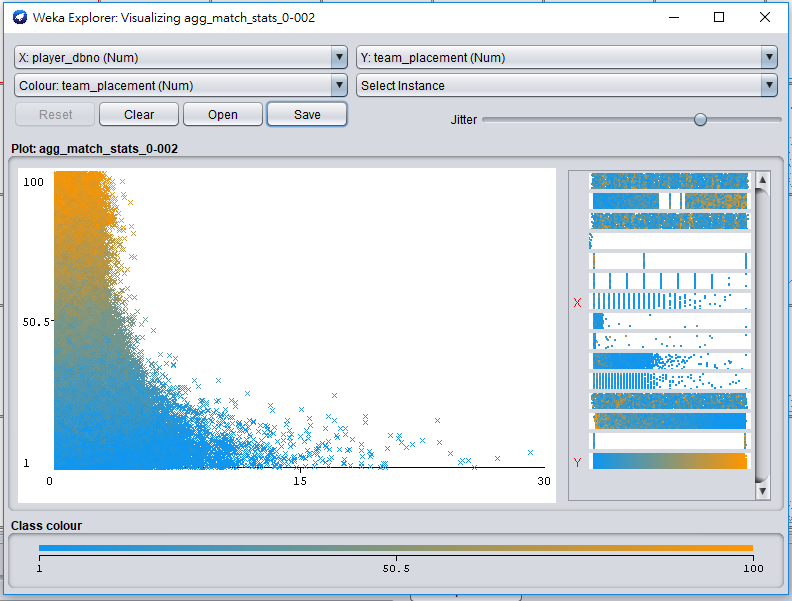 Weka Explorer: Visualizing agg_match_stats_0-002
X: player_dbno (Num) Y: team_placement (Num)
Colour: team_placement (Num) Select Instance
Reset Clear Open Save Jitter
Plot: agg_match_stats_0-002
100
50.5
1
0 15 30
X
Y
Class colour
1 50.5 100